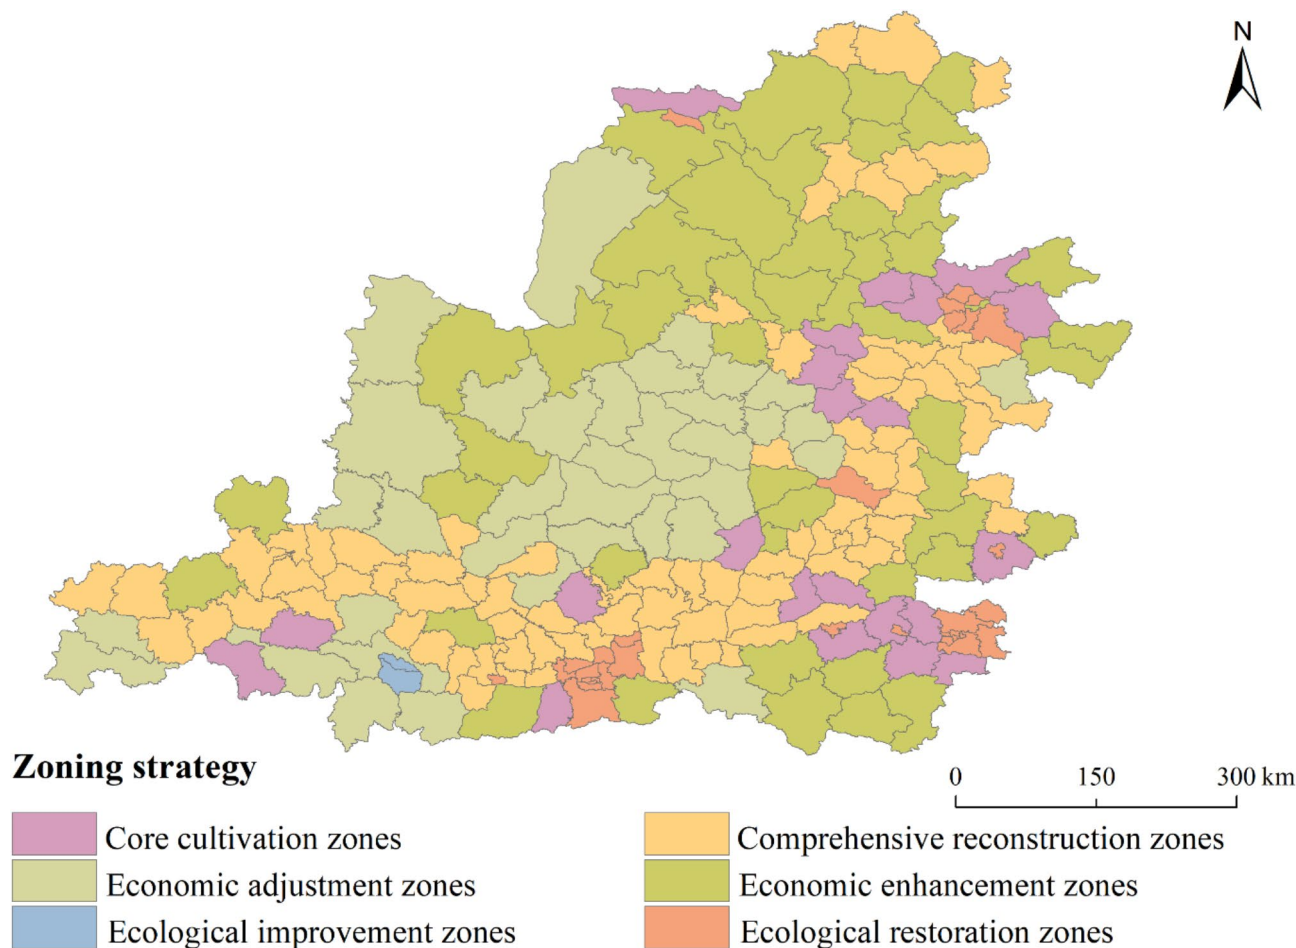 N
Zoning strategy
0 150 300 km
Core cultivation zones
Comprehensive reconstruction zones
Economic adjustment zones
Economic enhancement zones
Ecological improvement zones
Ecological restoration zones